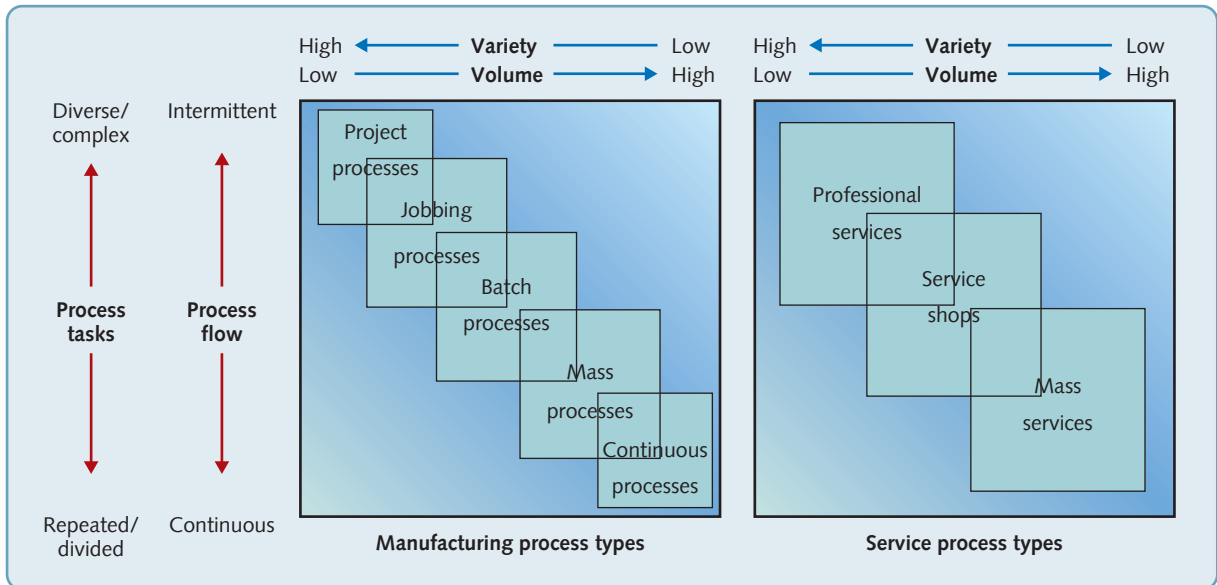 High Variety Low
Low Volume High
High Variety Low
Low Volume High
Diverse/
complex
Intermittent
Process
tasks
Process
flow
Repeated/
divided
Continuous
Project
processes
Jobbing
processes
Batch
processes
Mass
processes
Continuous
processes
Manufacturing process types
Professional
services
Service
shops
Mass
services
Service process types